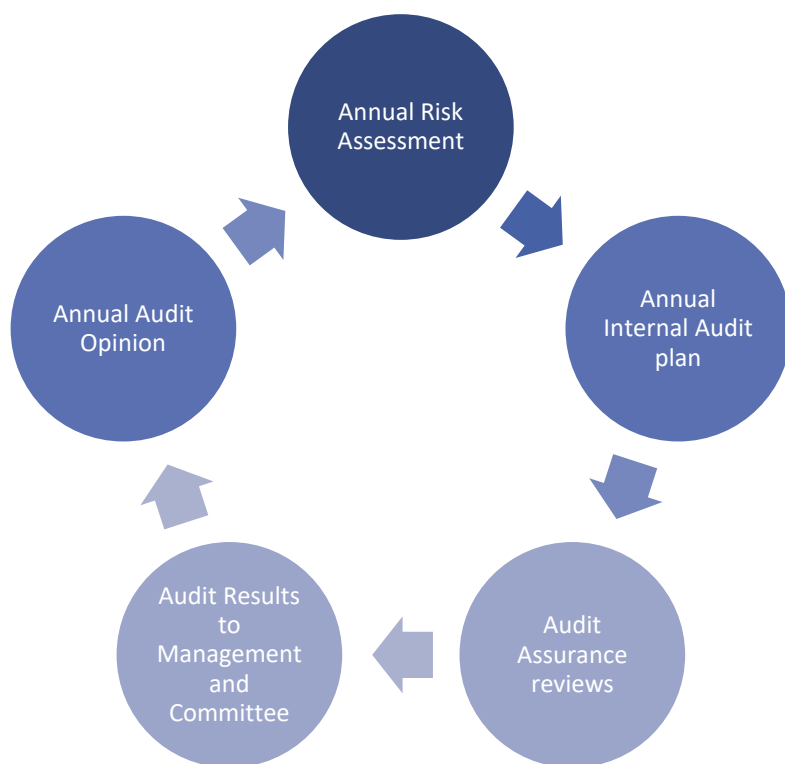 Annual Risk
Assessment
Annual
Internal Audit
plan
Audit
Assurance
reviews
Audit Results
to
Management
and
Committee
Annual Audit
Opinion